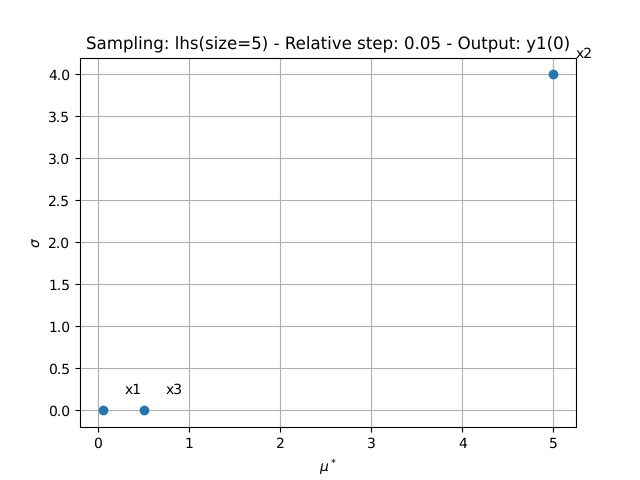 Sampling: lhs(size=5) - Relative step: 0.05 - Output: y1(0)
x2
4.0
3.5
3.0
2.5
2.0
1.5
1.0
0.5
0.0
σ
x1 x3
0 1 2 3 4 5
μ*